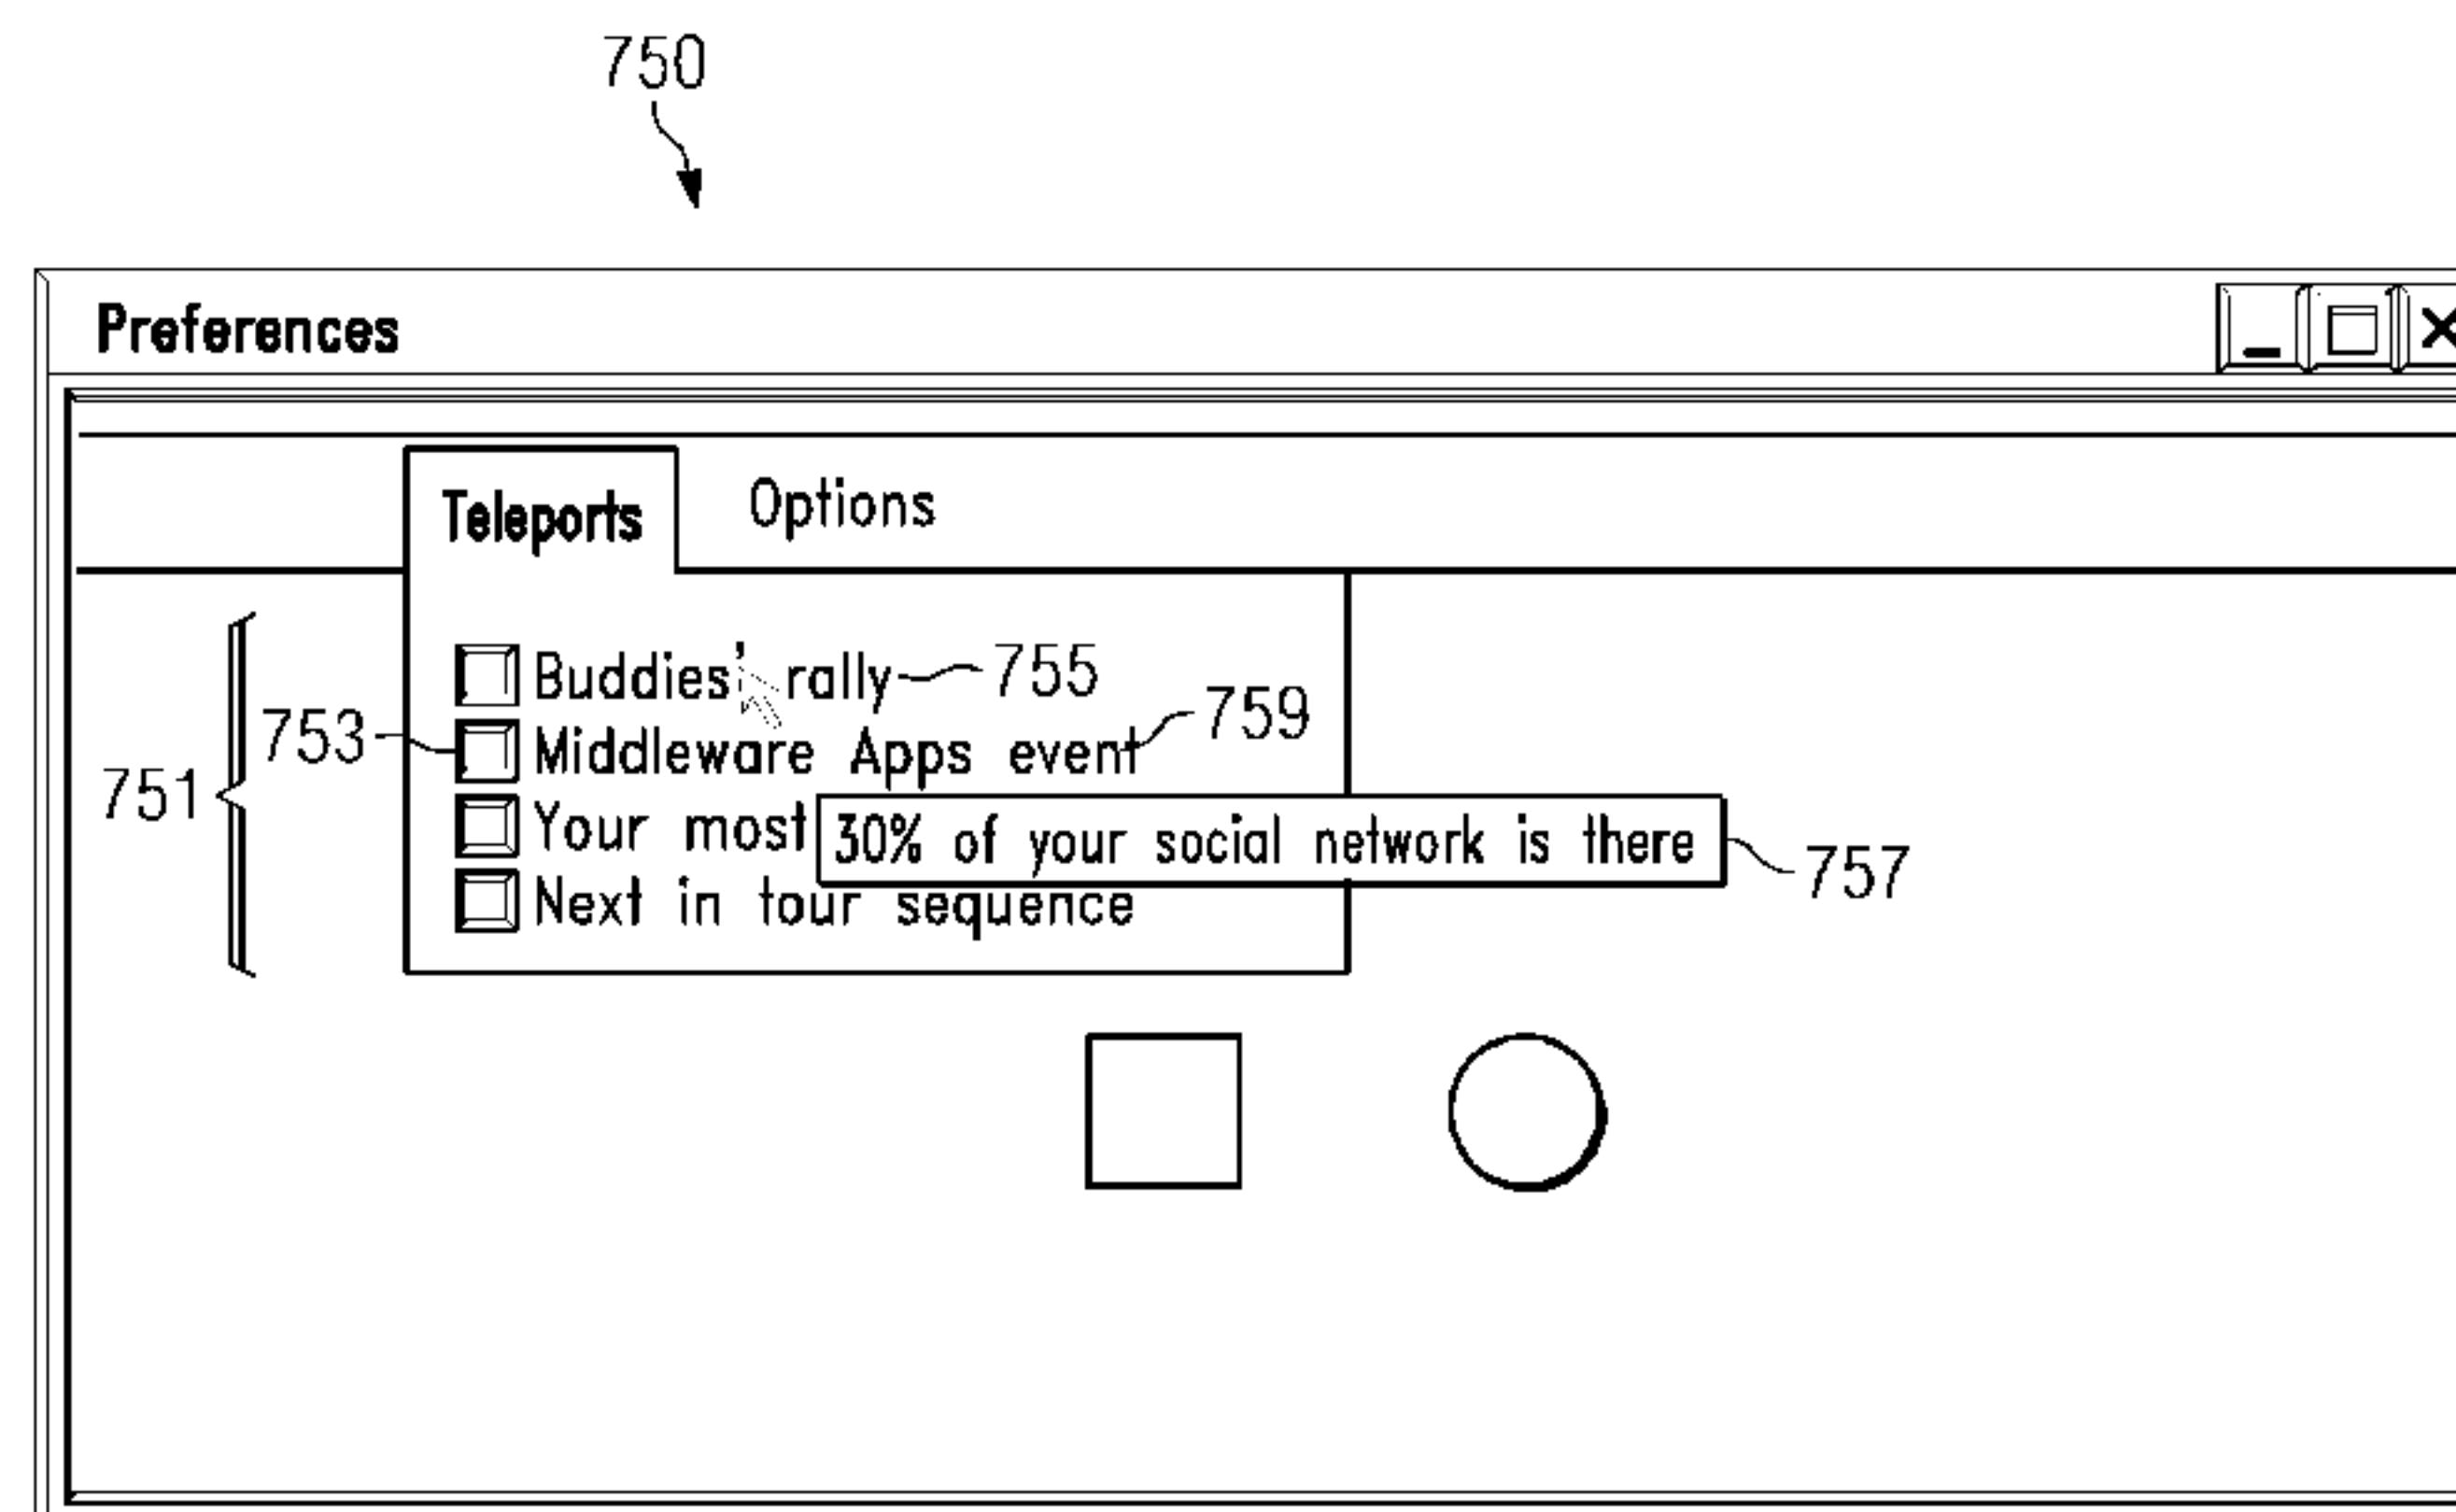 750
Preferences
Teleports Options
Buddies' rally 755
759
753
Middleware Apps event
751
Your most 30% of your social network is there
757
Next in tour sequence